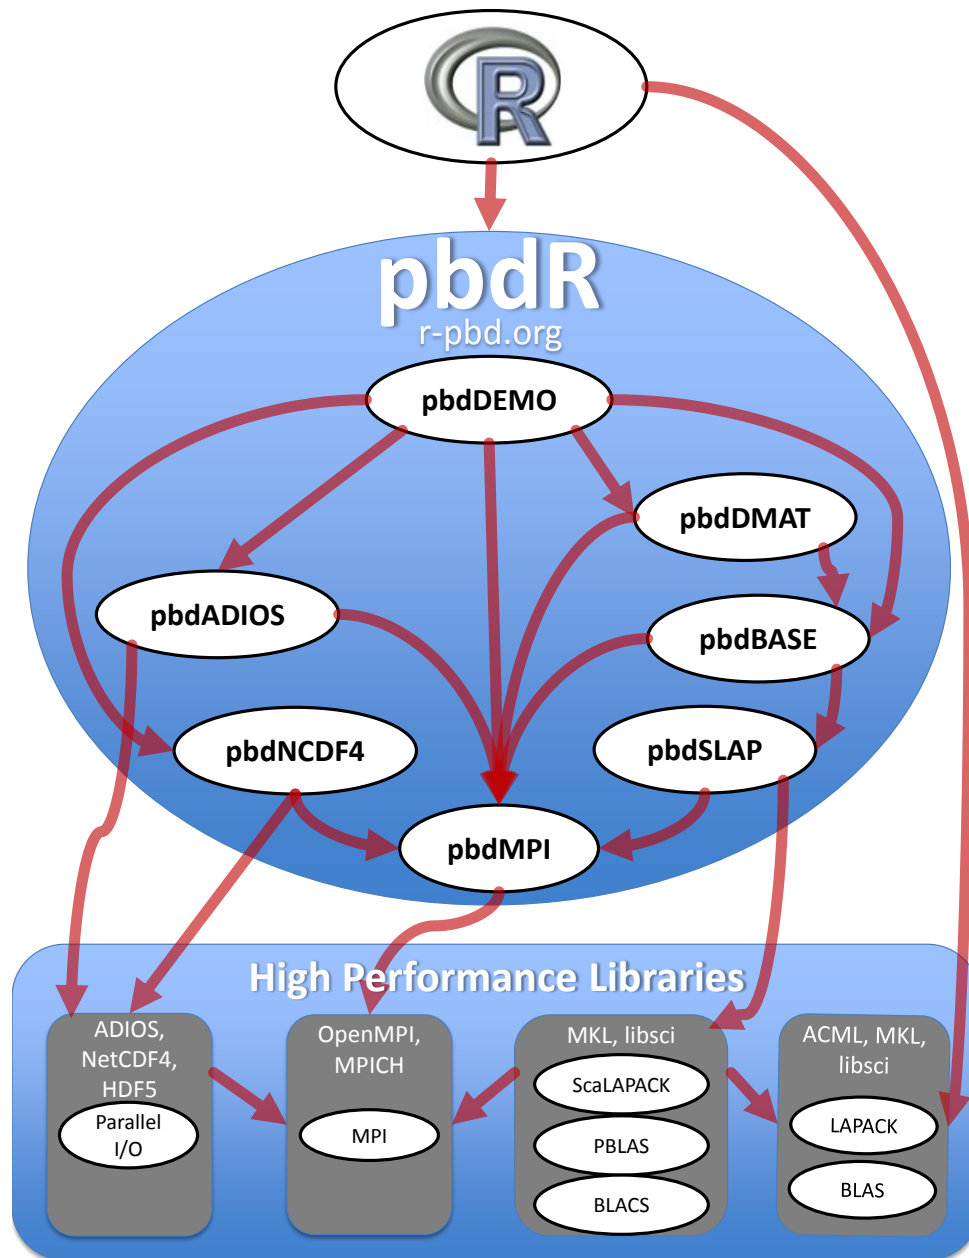 R
pbdR
r-pbd.org
pbdDEMO
pbdDMAT
pbdADIOS
pbdBASE
pbdNCDF4
pbdSLAP
pbdMPI
High Performance Libraries
ADIOS,
NetCDF4,
HDF5
Parallel
I/O
OpenMPI,
MPICH
MPI
MKL, libsci
ScaLAPACK
PBLAS
BLACS
ACML, MKL,
libsci
LAPACK
BLAS